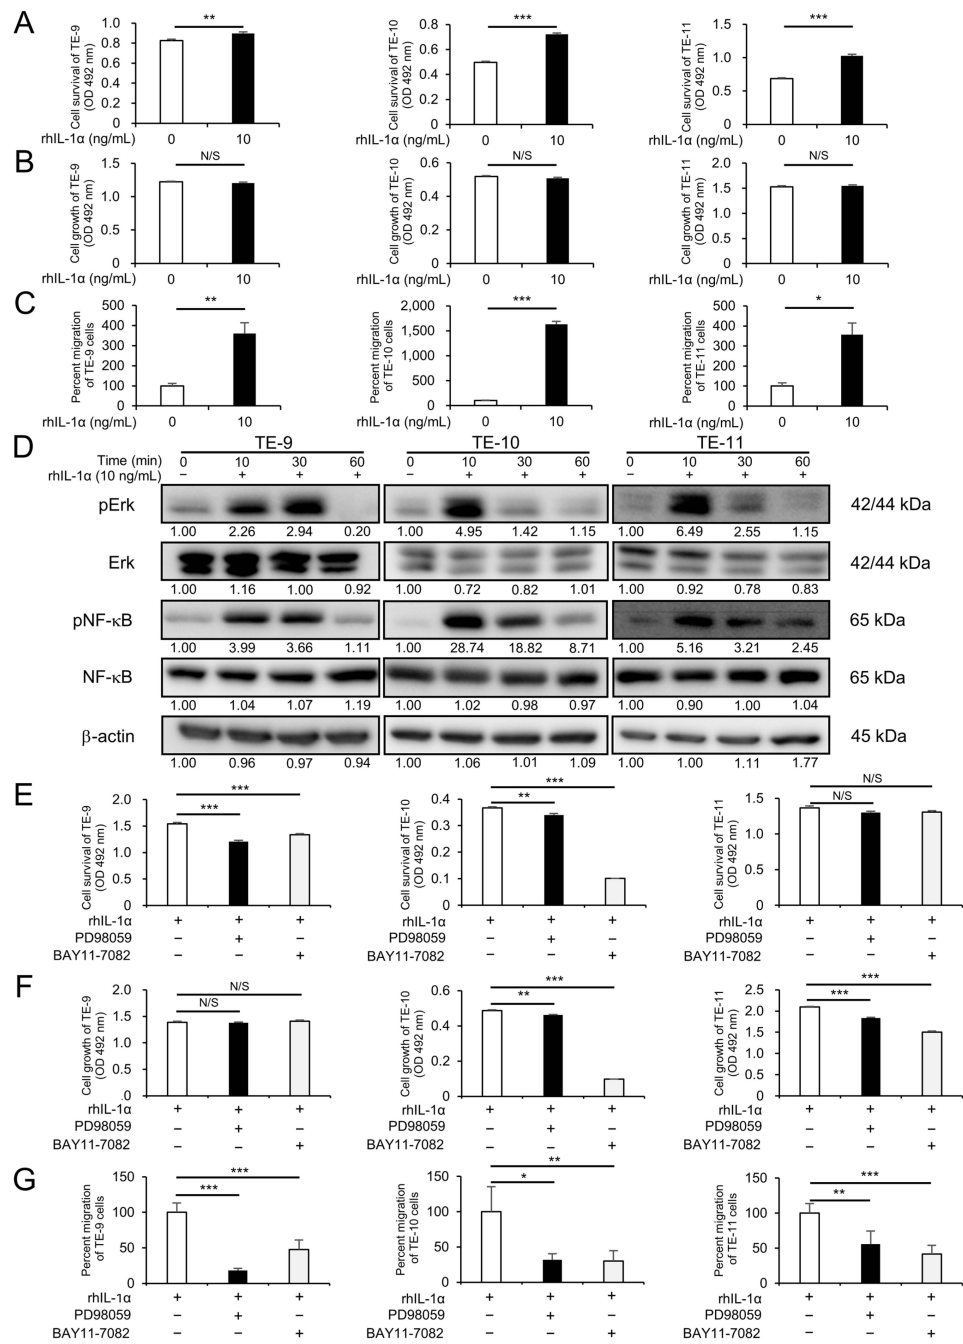 A
Cell survival of TE-9
(OD 492 nm)
1.0
0.8
0.6
0.4
0.2
0
**
rhIL-1α (ng/mL)
0
10
Cell survival of TE-10
(OD 492 nm)
0.8
0.6
0.4
0.2
0
***
rhIL-1α (ng/mL)
0
10
Cell survival of TE-11
(OD 492 nm)
1.5
1.0
0.5
0
***
rhIL-1α (ng/mL)
0
10
B
Cell growth of TE-9
(OD 492 nm)
1.5
1.0
0.5
0
N/S
rhIL-1α (ng/mL)
0
10
Cell growth of TE-10
(OD 492 nm)
0.6
0.4
0.2
0
N/S
rhIL-1α (ng/mL)
0
10
Cell growth of TE-11
(OD 492 nm)
2.0
1.5
1.0
0.5
0
N/S
rhIL-1α (ng/mL)
0
10
C
Percent migration
of TE-9 cells
500
400
300
200
100
0
**
rhIL-1α (ng/mL)
0
10
Percent migration
of TE-10 cells
2,000
1,500
1,000
500
0
***
rhIL-1α (ng/mL)
0
10
Percent migration
of TE-11 cells
500
400
300
200
100
0
*
rhIL-1α (ng/mL)
0
10
D
TE-9 TE-10 TE-11
Time (min) 0 10 30 60 0 10 30 60 0 10 30 60
rhIL-1α (10 ng/mL) − + + + − + + + − + + +
pErk 42/44 kDa
1.00 2.26 2.94 0.20 1.00 4.95 1.42 1.15 1.00 6.49 2.55 1.15
Erk 42/44 kDa
1.00 1.16 1.00 0.92 1.00 0.72 0.82 1.01 1.00 0.92 0.78 0.83
pNF-κB 65 kDa
1.00 3.99 3.66 1.11 1.00 28.74 18.82 8.71 1.00 5.16 3.21 2.45
NF-κB 65 kDa
1.00 1.04 1.07 1.19 1.00 1.02 0.98 0.97 1.00 0.90 1.00 1.04
β-actin 45 kDa
1.00 0.96 0.97 0.94 1.00 1.06 1.01 1.09 1.00 1.00 1.11 1.77
E
Cell survival of TE-9
(OD 492 nm)
2.0
1.5
1.0
0.5
0
***
***
rhIL-1α + + +
PD98059 − + −
BAY11-7082 − − +
Cell survival of TE-10
(OD 492 nm)
0.4
0.3
0.2
0.1
0
***
**
rhIL-1α + + +
PD98059 − + −
BAY11-7082 − − +
Cell survival of TE-11
(OD 492 nm)
1.5
1.0
0.5
0
N/S
N/S
rhIL-1α + + +
PD98059 − + −
BAY11-7082 − − +
F
Cell growth of TE-9
(OD 492 nm)
2.0
1.5
1.0
0.5
0
N/S
N/S
rhIL-1α + + +
PD98059 − + −
BAY11-7082 − − +
Cell growth of TE-10
(OD 492 nm)
0.6
0.4
0.2
0
***
**
rhIL-1α + + +
PD98059 − + −
BAY11-7082 − − +
Cell growth of TE-11
(OD 492 nm)
2.5
2.0
1.5
1.0
0.5
0
***
***
rhIL-1α + + +
PD98059 − + −
BAY11-7082 − − +
G
Percent migration
of TE-9 cells
150
100
50
0
***
***
rhIL-1α + + +
PD98059 − + −
BAY11-7082 − − +
Percent migration
of TE-10 cells
150
100
50
0
**
*
rhIL-1α + + +
PD98059 − + −
BAY11-7082 − − +
Percent migration
of TE-11 cells
150
100
50
0
***
**
rhIL-1α + + +
PD98059 − + −
BAY11-7082 − − +